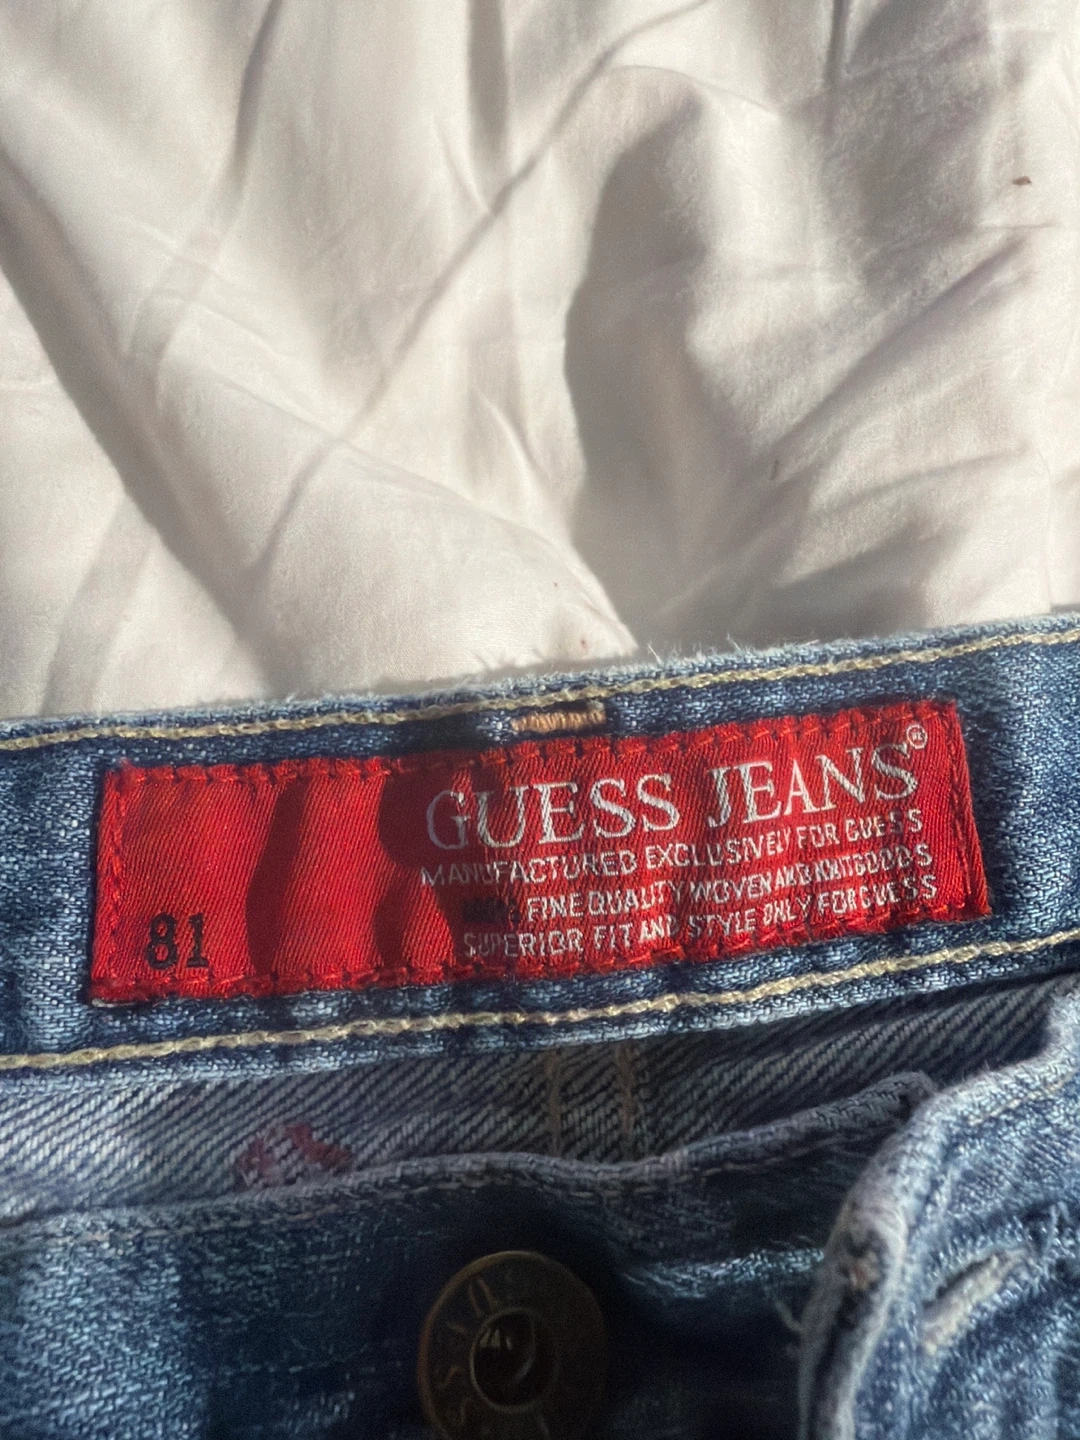 GUESS JEANS®
MANUFACTURED EXCLUSIVELY FOR GUESS
FINE QUALITY WOVEN AND KNIT GOODS
SUPERIOR FIT AND STYLE ONLY FOR GUESS
81